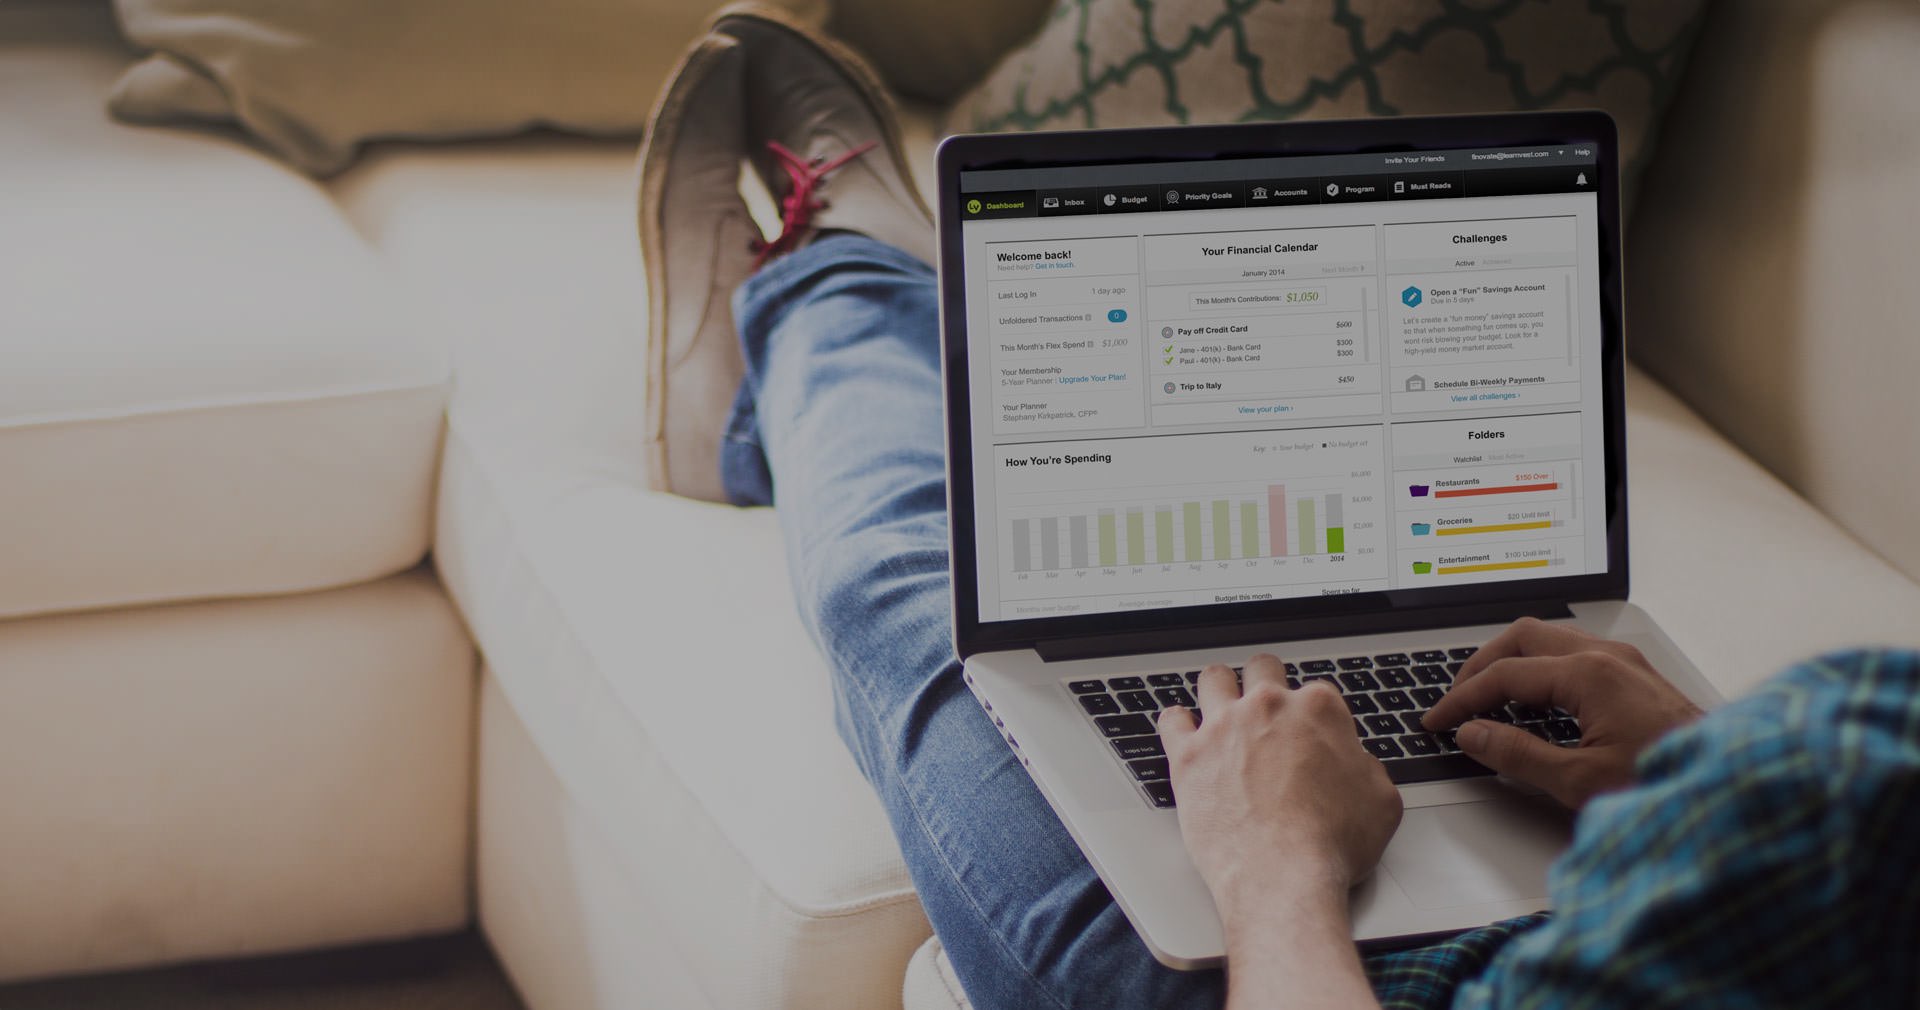 Invite Your Friends
finovate@learnvest.com
Help
LV Dashboard
Inbox
Budget
Priority Goals
Accounts
Program
Must Reads
Welcome back!
Need help? Get in touch.
Last Log In 1 day ago
Unfoldered Transactions 0
This Month's Flex Spend $1,000
Your Membership
5-Year Planner | Upgrade Your Plan!
Your Planner
Stephany Kirkpatrick, CFP®
Your Financial Calendar
January 2014 Next Month
This Month's Contributions: $1,050
Pay off Credit Card $600
Jane - 401(k) - Bank Card $300
Paul - 401(k) - Bank Card $300
Trip to Italy $450
View your plan ›
Challenges
Active Achieved
Open a "Fun" Savings Account
Due in 5 days
Let's create a "fun money" savings account
so that when something fun comes up, you
wont risk blowing your budget. Look for a
high-yield money market account.
Schedule Bi-Weekly Payments
View all challenges ›
How You're Spending
Key: Your budget No budget set
$6,000
$4,000
$2,000
$0.00
Feb Mar Apr May Jun Jul Aug Sep Oct Nov Dec 2014
Months over budget
Average overage
Budget this month
Spent so far
Folders
Watchlist Most Active
Restaurants $150 Over
Groceries $20 Until limit
Entertainment $100 Until limit
esc
tab
caps lock
shift
fn
Y U
H
B N